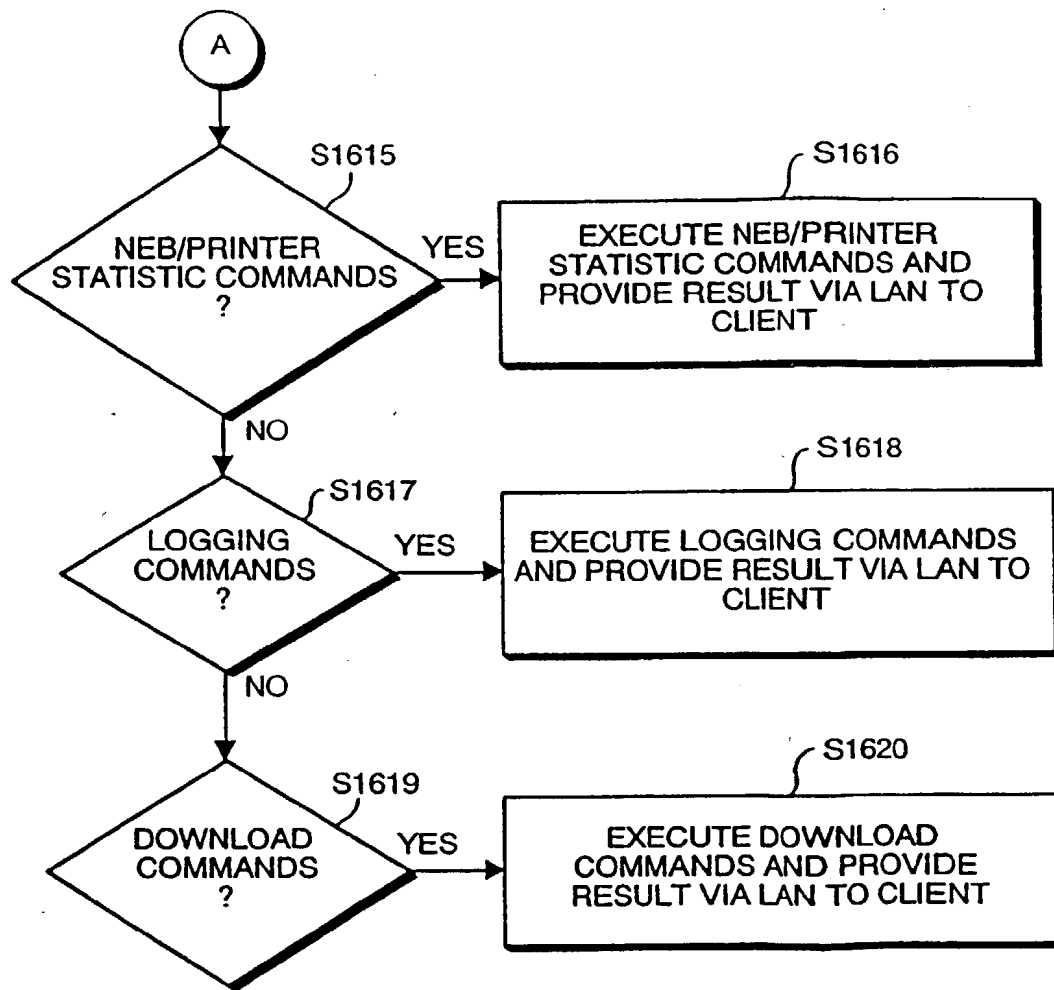 A
S1615
NEB/PRINTER
STATISTIC COMMANDS
?
YES
S1616
EXECUTE NEB/PRINTER
STATISTIC COMMANDS AND
PROVIDE RESULT VIA LAN TO
CLIENT
NO
S1617
LOGGING
COMMANDS
?
YES
S1618
EXECUTE LOGGING COMMANDS
AND PROVIDE RESULT VIA LAN TO
CLIENT
NO
S1619
DOWNLOAD
COMMANDS
?
YES
S1620
EXECUTE DOWNLOAD
COMMANDS AND PROVIDE
RESULT VIA LAN TO CLIENT